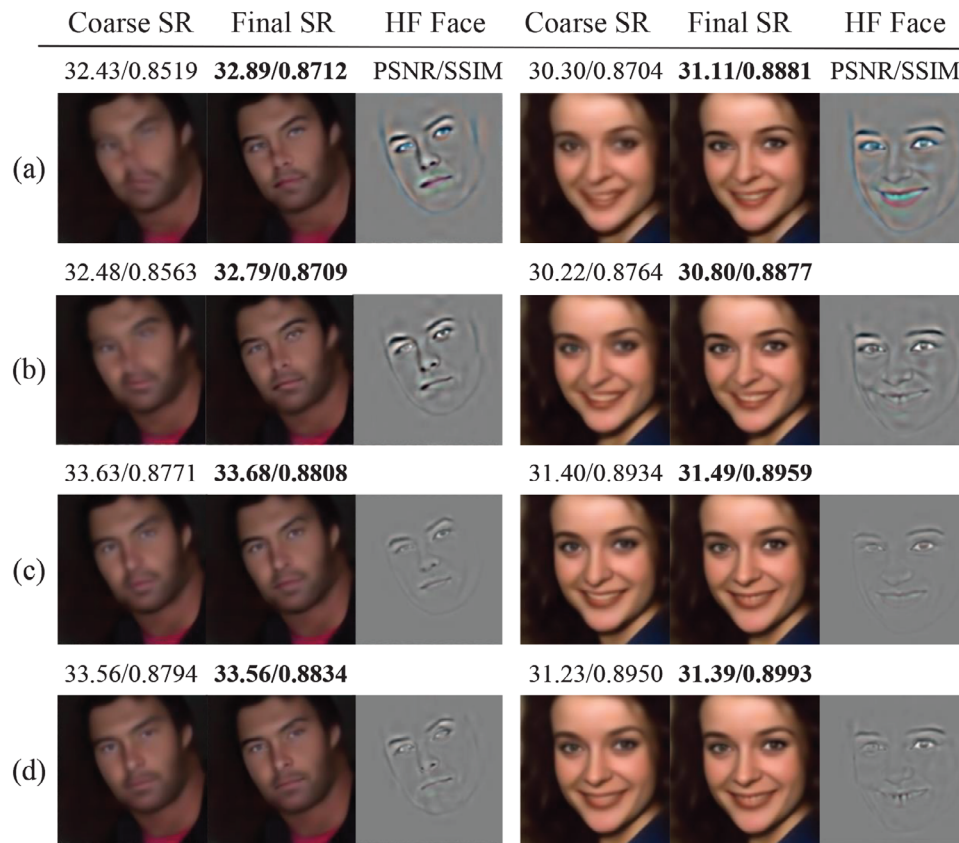 Coarse SR Final SR HF Face Coarse SR Final SR HF Face
32.43/0.8519 32.89/0.8712 PSNR/SSIM 30.30/0.8704 31.11/0.8881 PSNR/SSIM
(a)
32.48/0.8563 32.79/0.8709 30.22/0.8764 30.80/0.8877
(b)
33.63/0.8771 33.68/0.8808 31.40/0.8934 31.49/0.8959
(c)
33.56/0.8794 33.56/0.8834 31.23/0.8950 31.39/0.8993
(d)